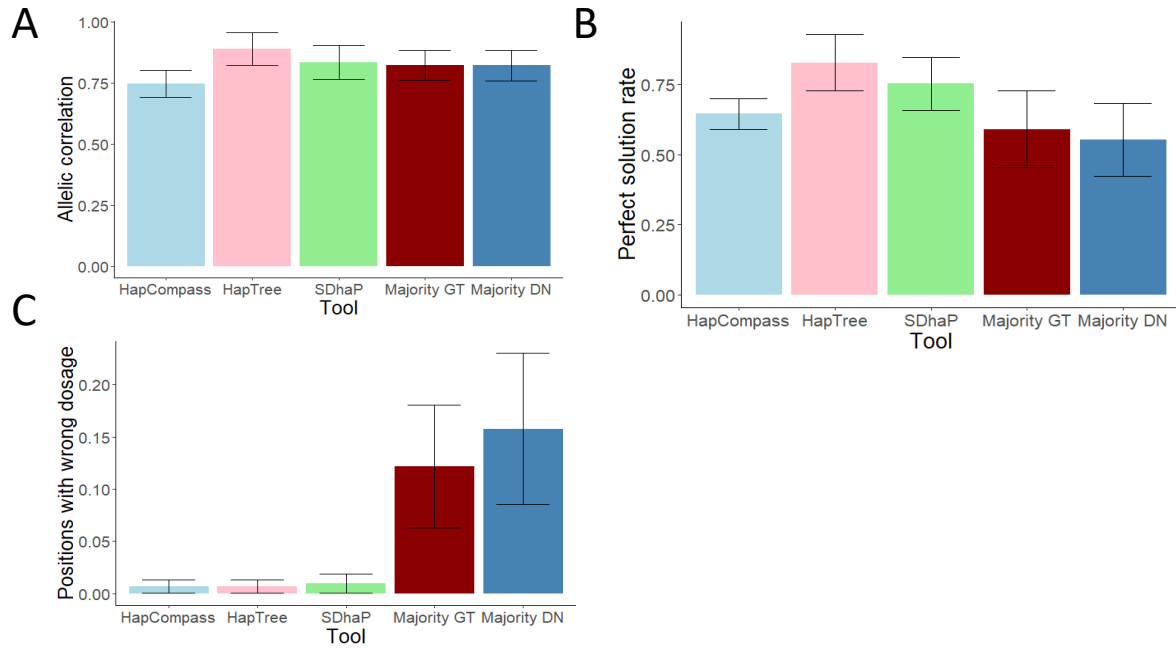 A
Allelic correlation
1.00
0.75
0.50
0.25
0.00
HapCompass HapTree SDhaP Majority GT Majority DN
Tool
B
Perfect solution rate
0.75
0.50
0.25
0.00
HapCompass HapTree SDhaP Majority GT Majority DN
Tool
C
Positions with wrong dosage
0.20
0.15
0.10
0.05
0.00
HapCompass HapTree SDhaP Majority GT Majority DN
Tool